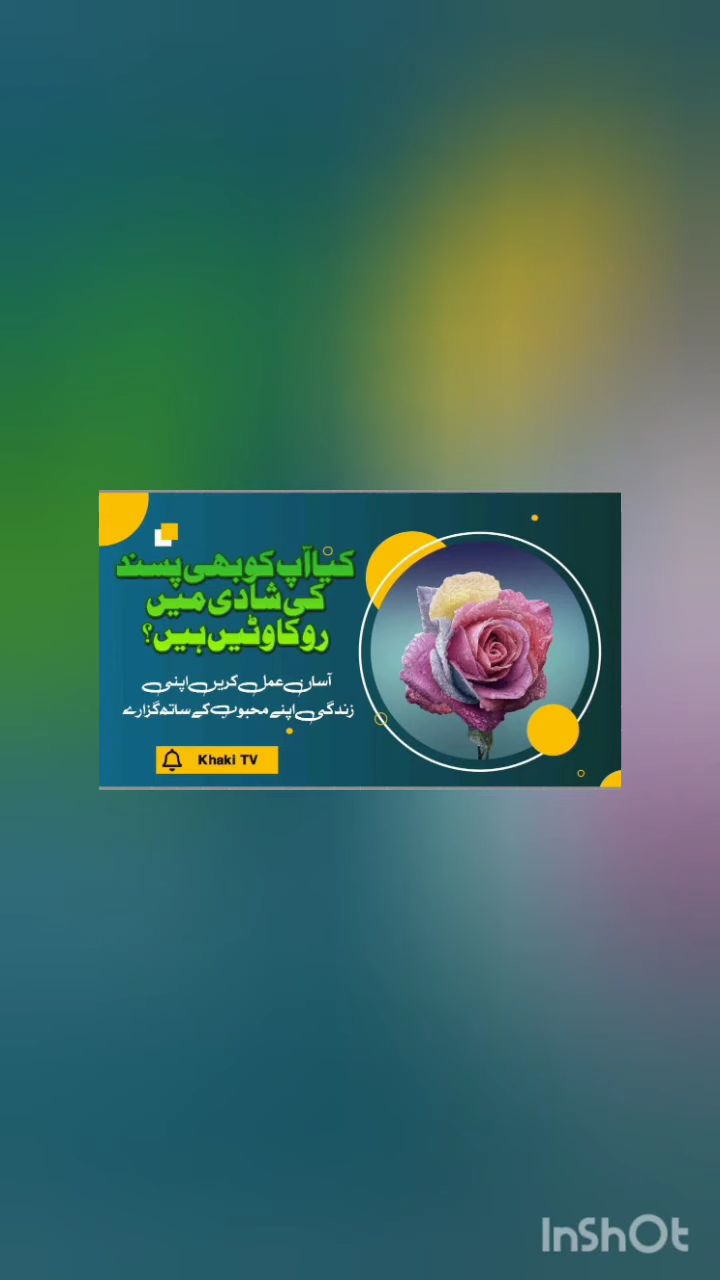 کیا آپ کو بھی پسند
کی شادی میں
روکاوٹیں ہیں؟
آسان عمل کریں اپنی
زندگی اپنے محبوب کے ساتھ گزارے
Khaki TV
InShOt